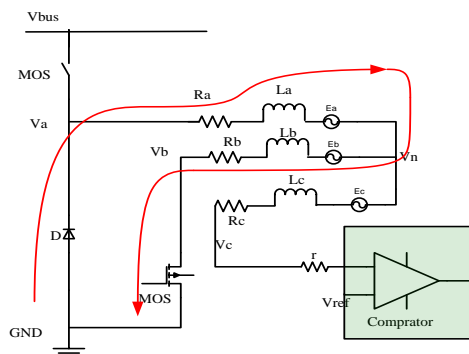 Vbus
MOS
Ra
La
Ea
Va
Vb
Rb
Lb
Eb
Vn
Lc
Ec
Rc
Vc
D
r
MOS
Vref
GND
Comprator